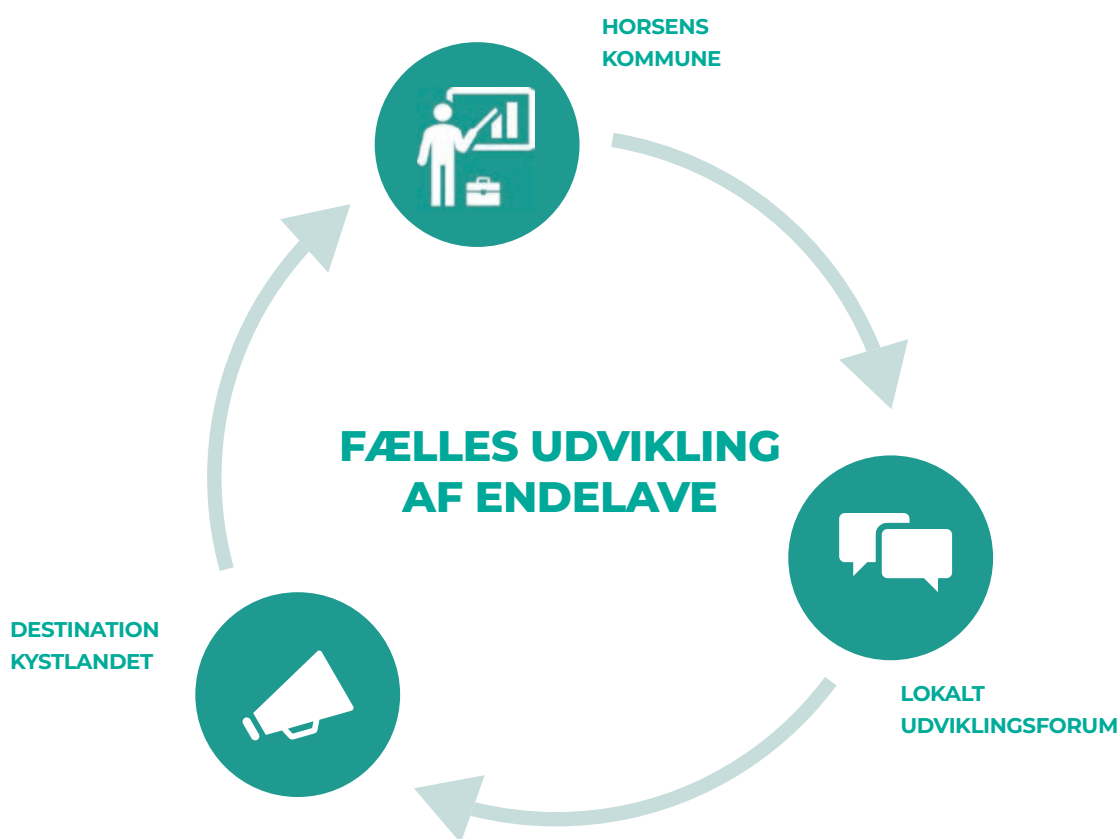 HORSENS
KOMMUNE
FÆLLES UDVIKLING
AF ENDELAVE
DESTINATION
KYSTLANDET
LOKALT
UDVIKLINGSFORUM